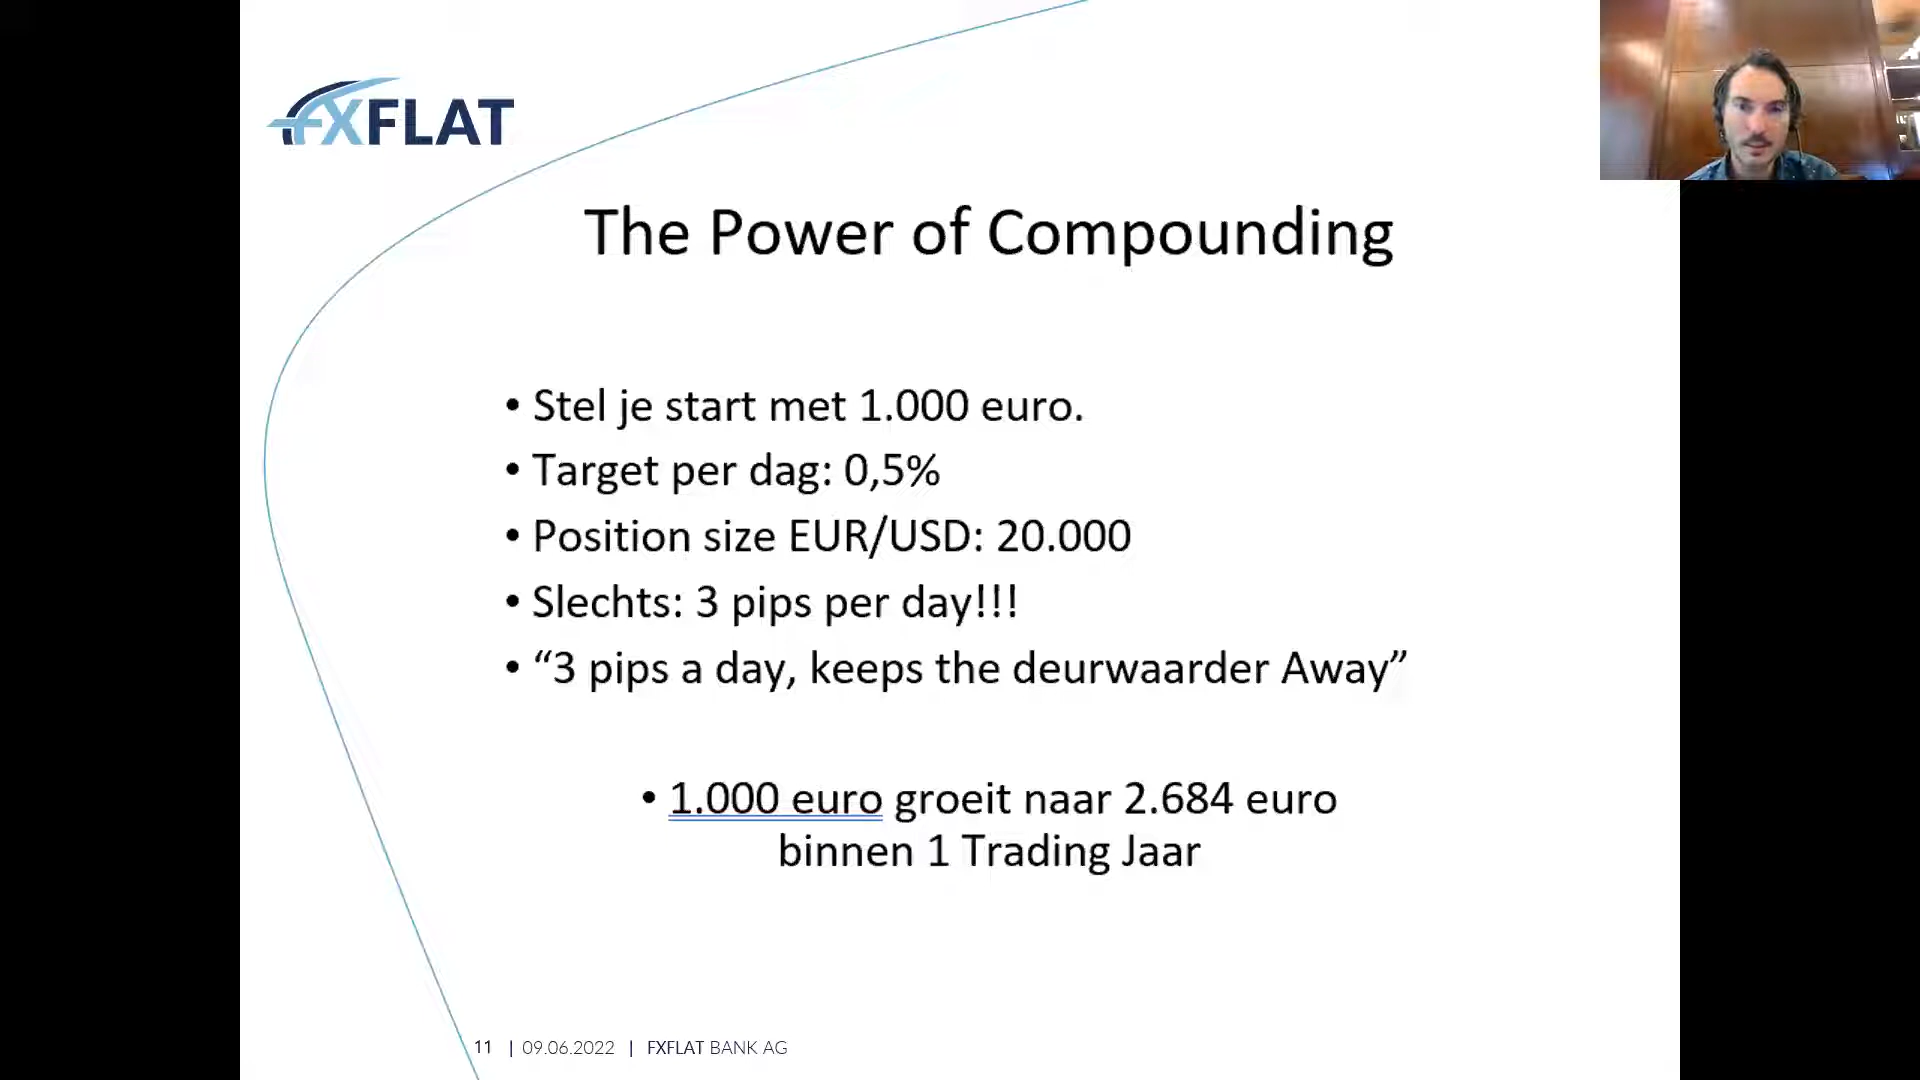 FXFLAT
The Power of Compounding
• Stel je start met 1.000 euro.
• Target per dag: 0,5%
• Position size EUR/USD: 20.000
• Slechts: 3 pips per day!!!
• “3 pips a day, keeps the deurwaarder Away”
• 1.000 euro groeit naar 2.684 euro
binnen 1 Trading Jaar
11 | 09.06.2022 | FXFLAT BANK AG